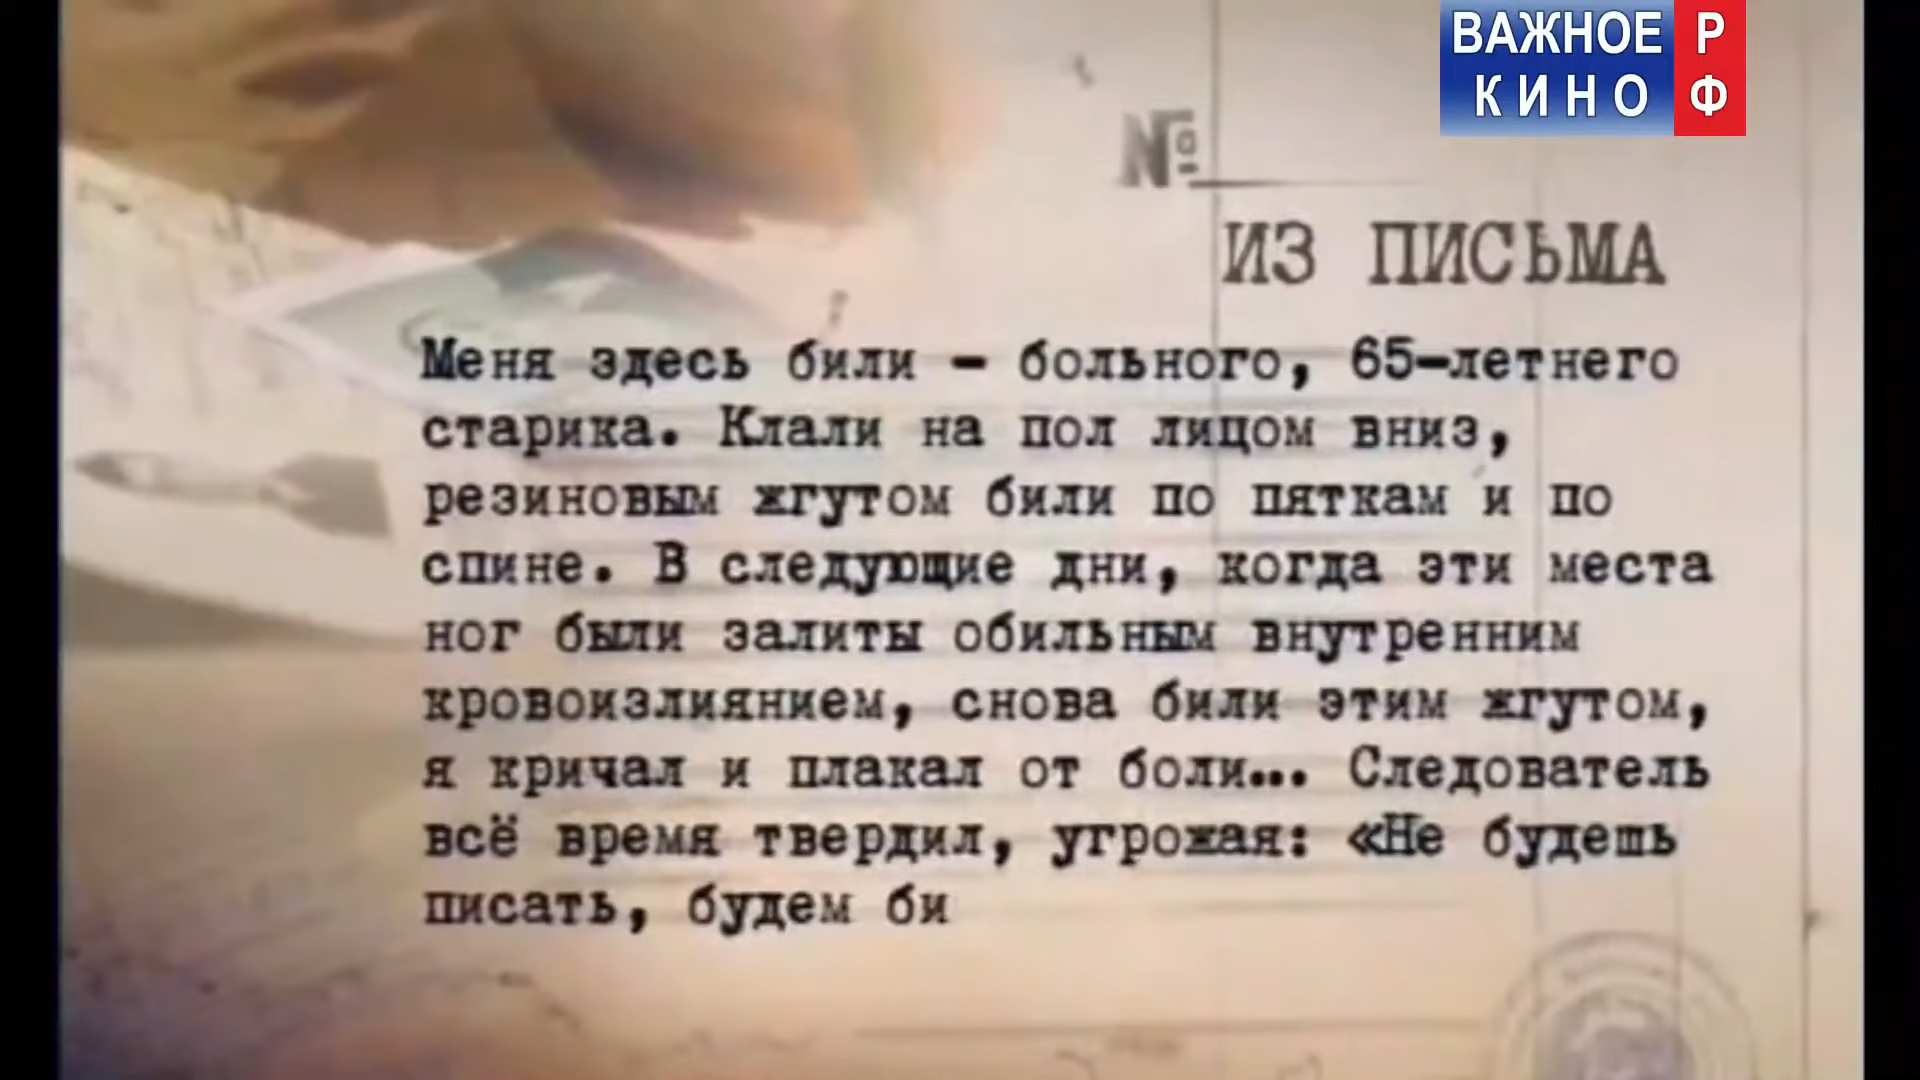 ВАЖНОЕ РФ
КИНО
№
ИЗ ПИСЬМА
Меня здесь били – больного, 65–летнего
старика. Клали на пол лицом вниз,
резиновым жгутом били по пяткам и по
спине. В следующие дни, когда эти места
ног были залиты обильным внутренним
кровоизлиянием, снова били этим жгутом,
я кричал и плакал от боли... Следователь
всё время твердил, угрожая: «Не будешь
писать, будем би